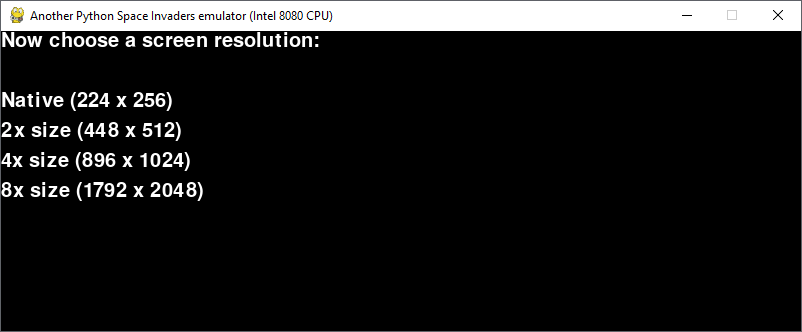 Another Python Space Invaders emulator (Intel 8080 CPU)
Now choose a screen resolution:
Native (224 x 256)
2x size (448 x 512)
4x size (896 x 1024)
8x size (1792 x 2048)